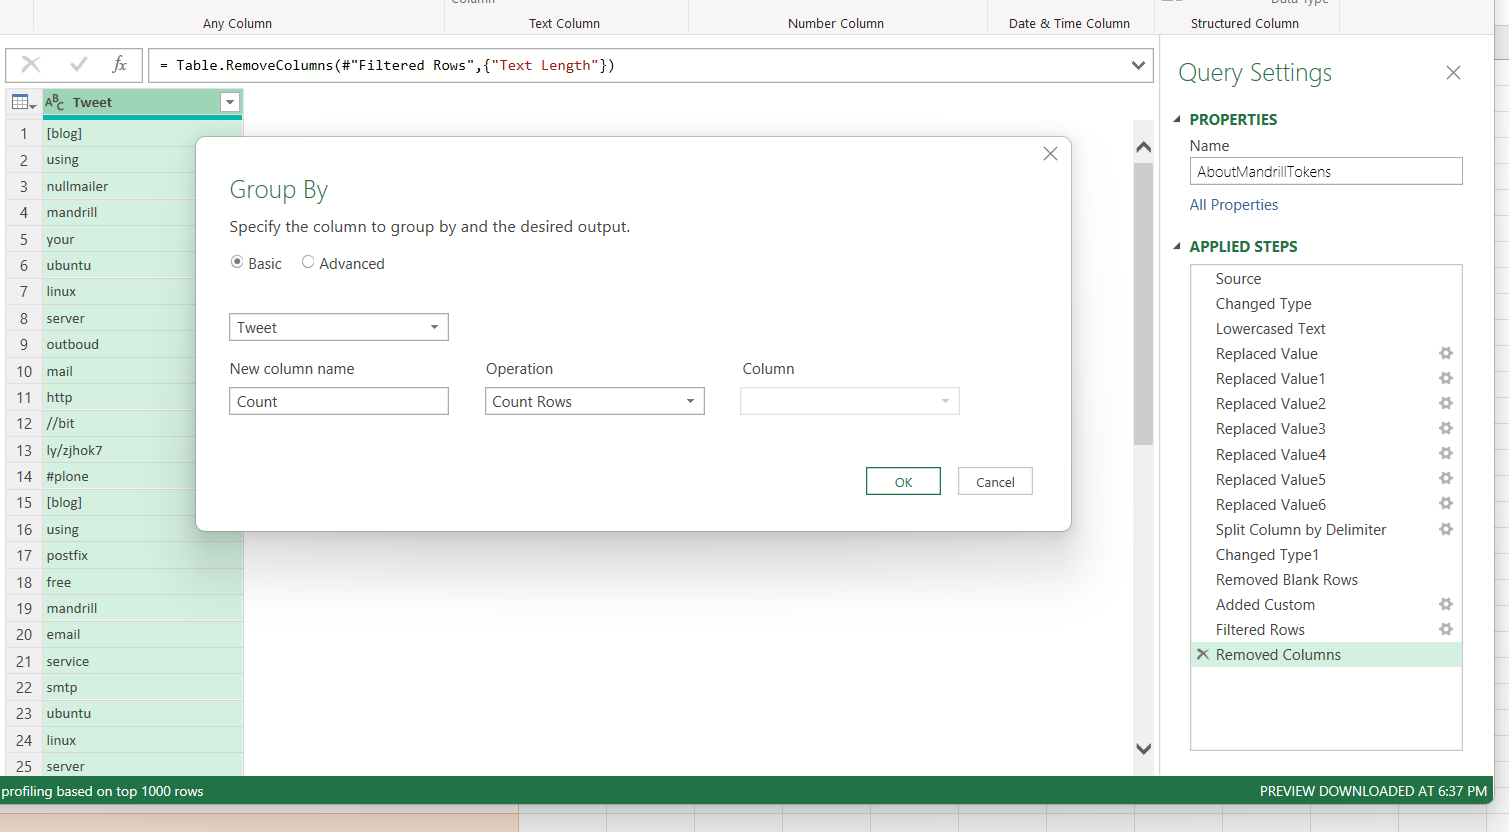 Column
Data Type
Any Column
Text Column
Number Column
Date & Time Column
Structured Column
fx
= Table.RemoveColumns(#"Filtered Rows",{"Text Length"})
ABC Tweet
1 [blog]
2 using
3 nullmailer
4 mandrill
5 your
6 ubuntu
7 linux
8 server
9 outboud
10 mail
11 http
12 //bit
13 ly/zjhok7
14 #plone
15 [blog]
16 using
17 postfix
18 free
19 mandrill
20 email
21 service
22 smtp
23 ubuntu
24 linux
25 server
Group By
Specify the column to group by and the desired output.
Basic
Advanced
Tweet
New column name
Operation
Column
Count
Count Rows
OK
Cancel
Query Settings
PROPERTIES
Name
AboutMandrillTokens
All Properties
APPLIED STEPS
Source
Changed Type
Lowercased Text
Replaced Value
Replaced Value1
Replaced Value2
Replaced Value3
Replaced Value4
Replaced Value5
Replaced Value6
Split Column by Delimiter
Changed Type1
Removed Blank Rows
Added Custom
Filtered Rows
Removed Columns
profiling based on top 1000 rows
PREVIEW DOWNLOADED AT 6:37 PM